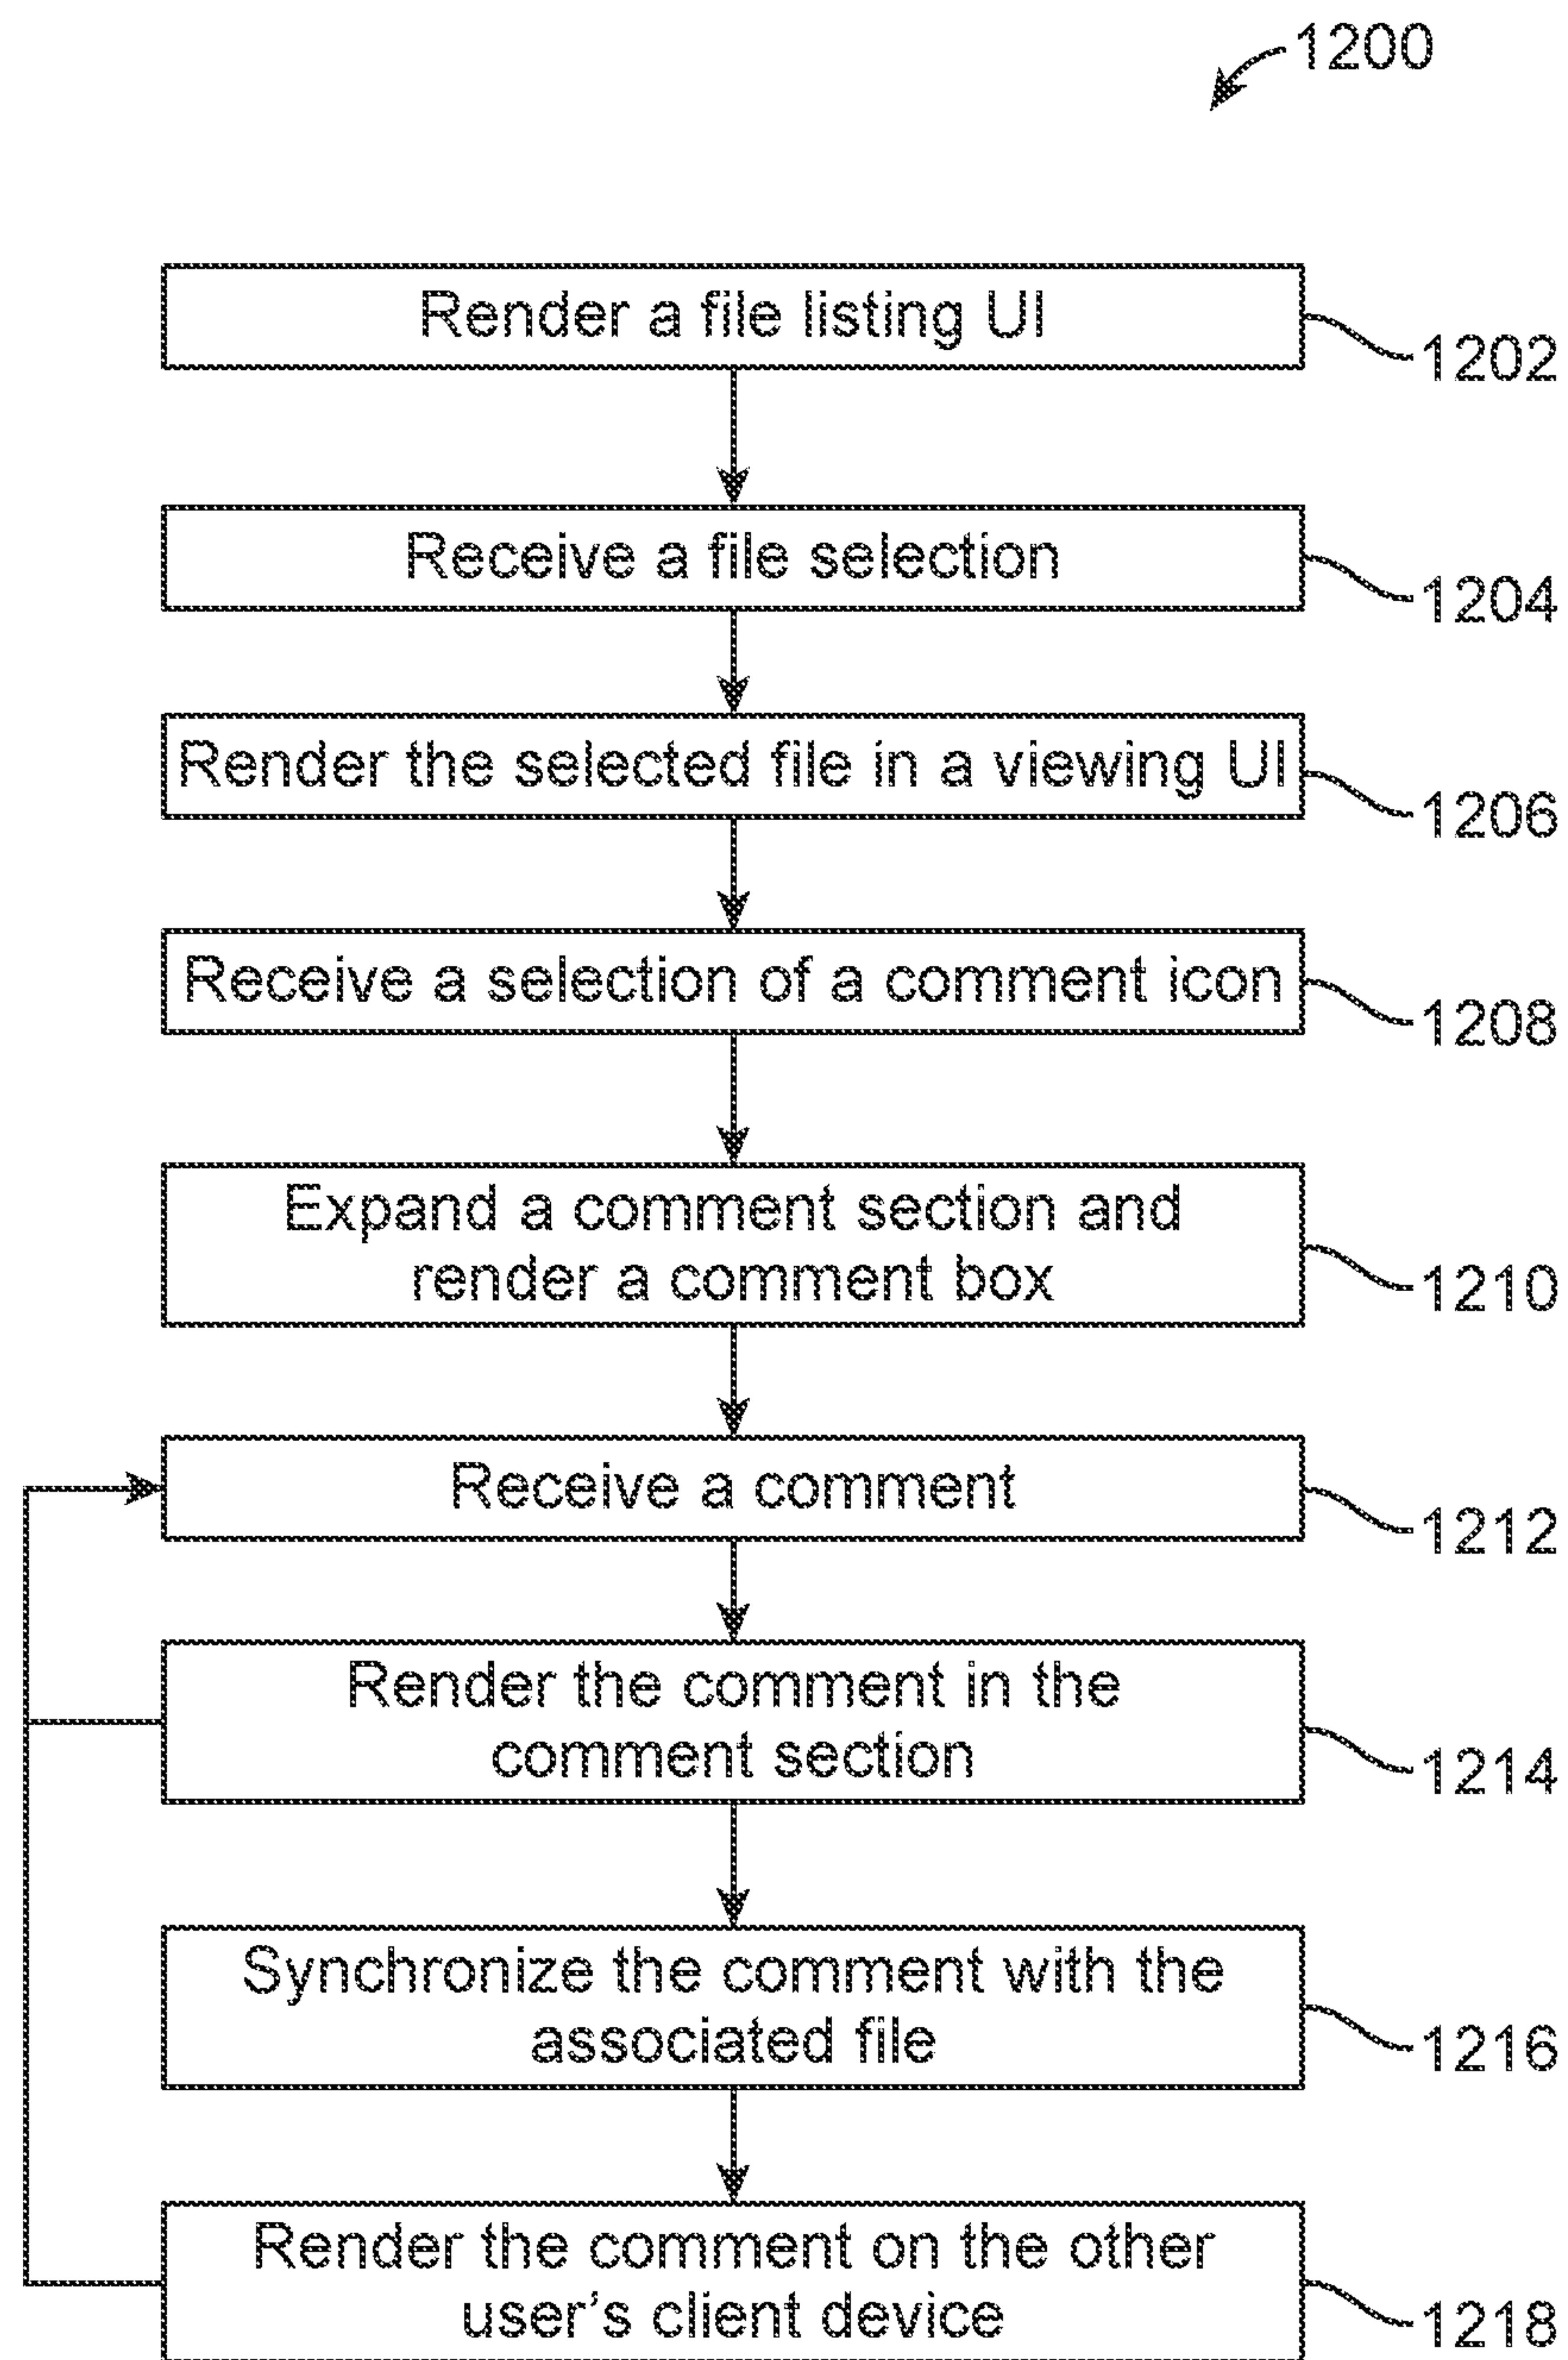 1200
Render a file listing UI
1202
Receive a file selection
1204
Render the selected file in a viewing UI
1206
Receive a selection of a comment icon
1208
Expand a comment section and
render a comment box
1210
Receive a comment
1212
Render the comment in the
comment section
1214
Synchronize the comment with the
associated file
1216
Render the comment on the other
user's client device
1218